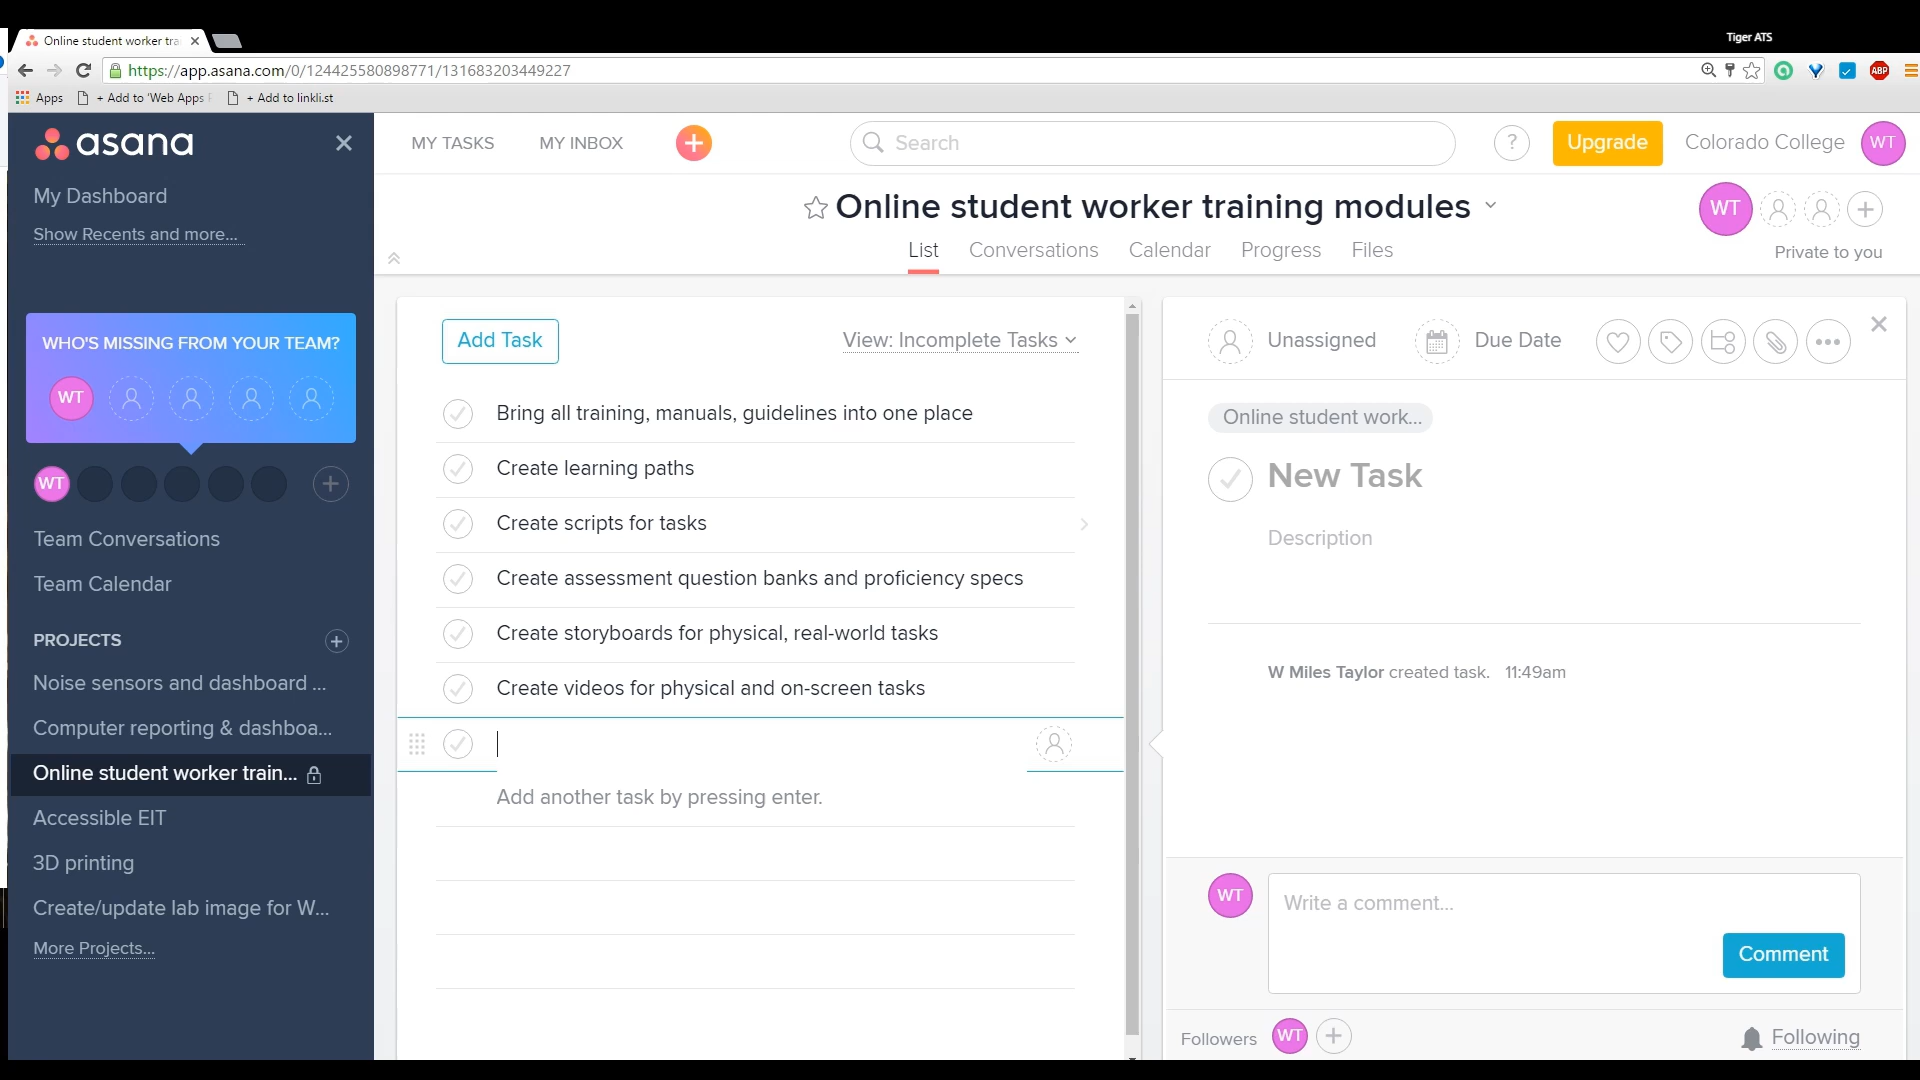 Tiger ATS
Online student worker tra
https://app.asana.com/0/124425580898771/131683203449227
ABP
Apps
+ Add to 'Web Apps
+ Add to linkli.st
asana
MY TASKS
MY INBOX
Search
?
Upgrade
Colorado College
WT
My Dashboard
Show Recents and more...
Online student worker training modules
WT
List
Conversations
Calendar
Progress
Files
Private to you
WHO'S MISSING FROM YOUR TEAM?
WT
WT
Team Conversations
Team Calendar
PROJECTS
Noise sensors and dashboard ...
Computer reporting & dashboa...
Online student worker train...
Accessible EIT
3D printing
Create/update lab image for W...
More Projects...
Add Task
View: Incomplete Tasks
Bring all training, manuals, guidelines into one place
Create learning paths
Create scripts for tasks
Create assessment question banks and proficiency specs
Create storyboards for physical, real-world tasks
Create videos for physical and on-screen tasks
Add another task by pressing enter.
Unassigned
Due Date
Online student work...
New Task
Description
W Miles Taylor created task. 11:49am
WT
Write a comment...
Comment
Followers
WT
Following